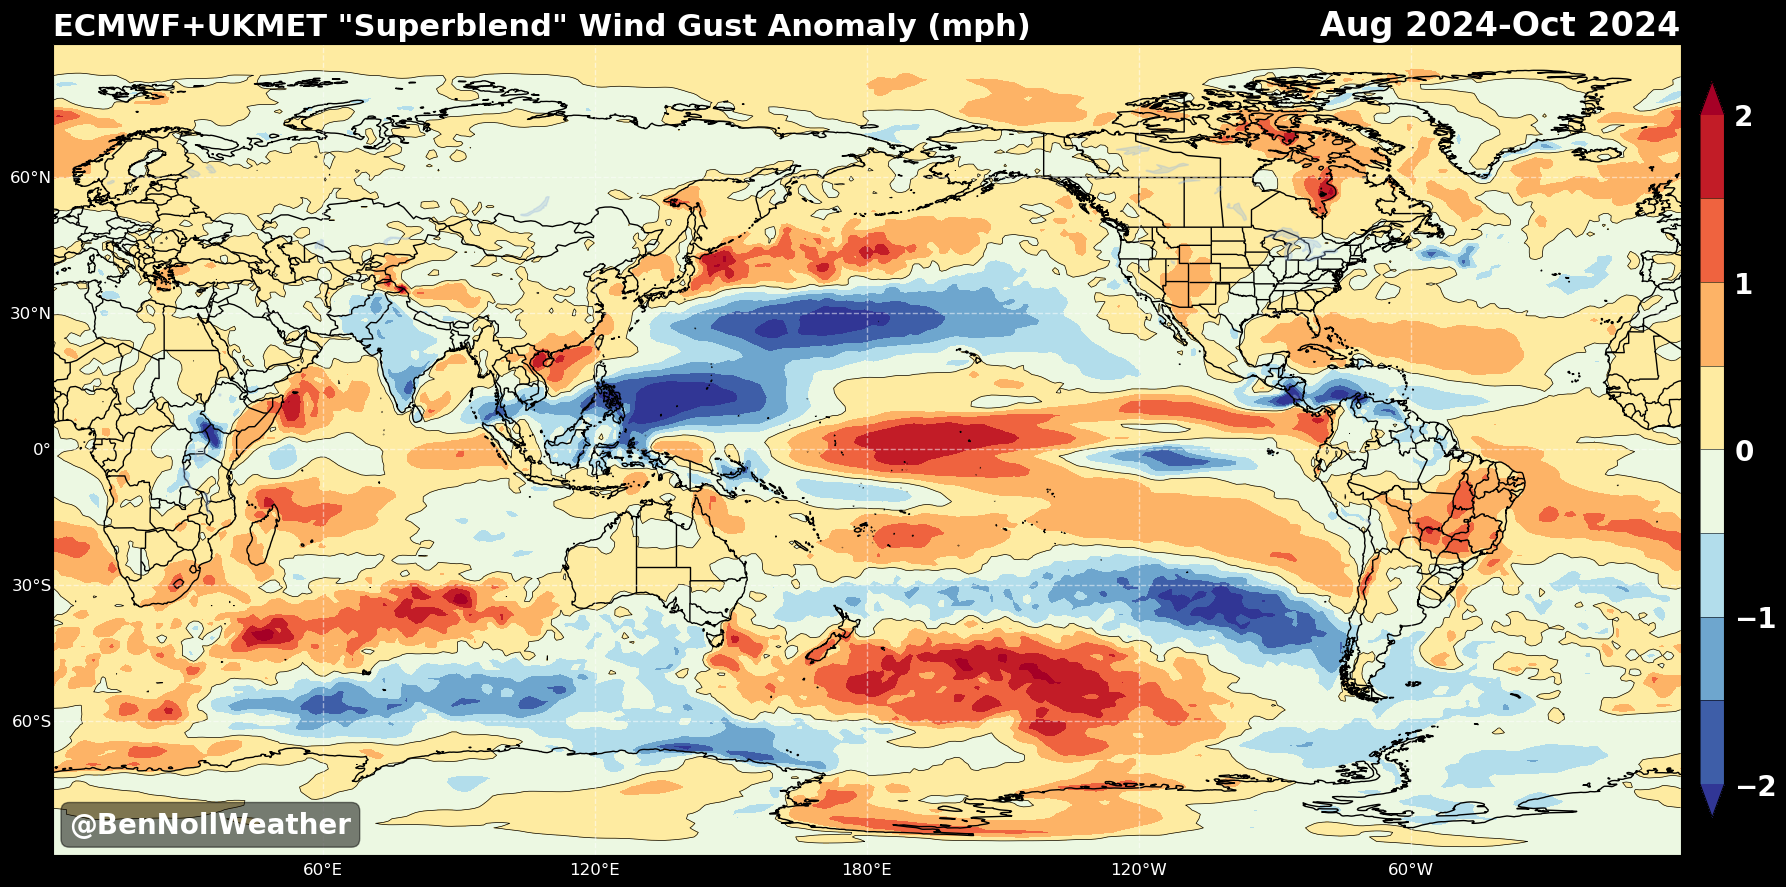 ECMWF+UKMET "Superblend" Wind Gust Anomaly (mph)
Aug 2024-Oct 2024
60°N
30°N
0°
30°S
60°S
60°E
120°E
180°E
120°W
60°W
2
1
0
−1
−2
@BenNollWeather